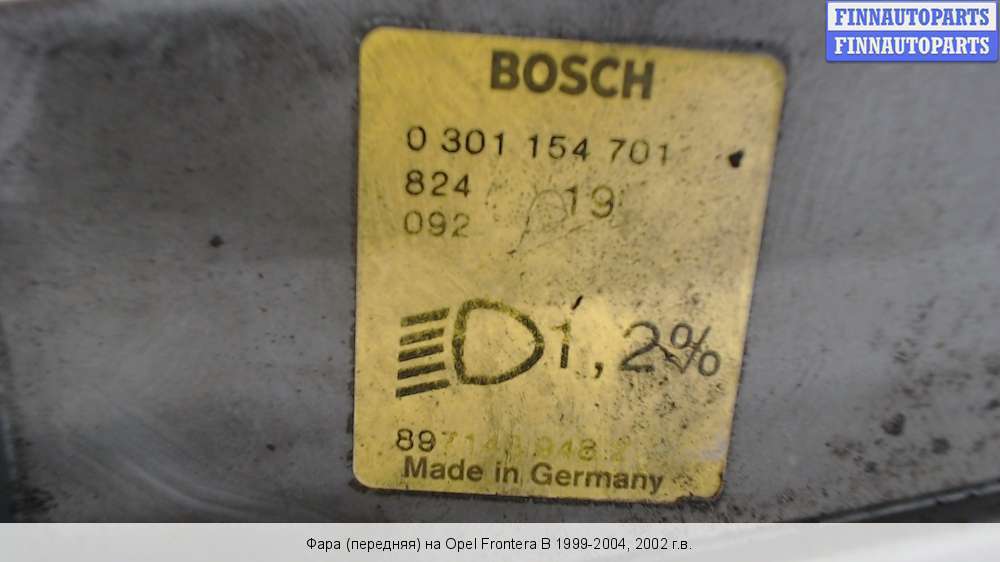 FINNAUTOPARTS
FINNAUTOPARTS
BOSCH
0 301 154 701
824 19
092
1,2%
Made in Germany
Фара (передняя) на Opel Frontera B 1999-2004, 2002 г.в.